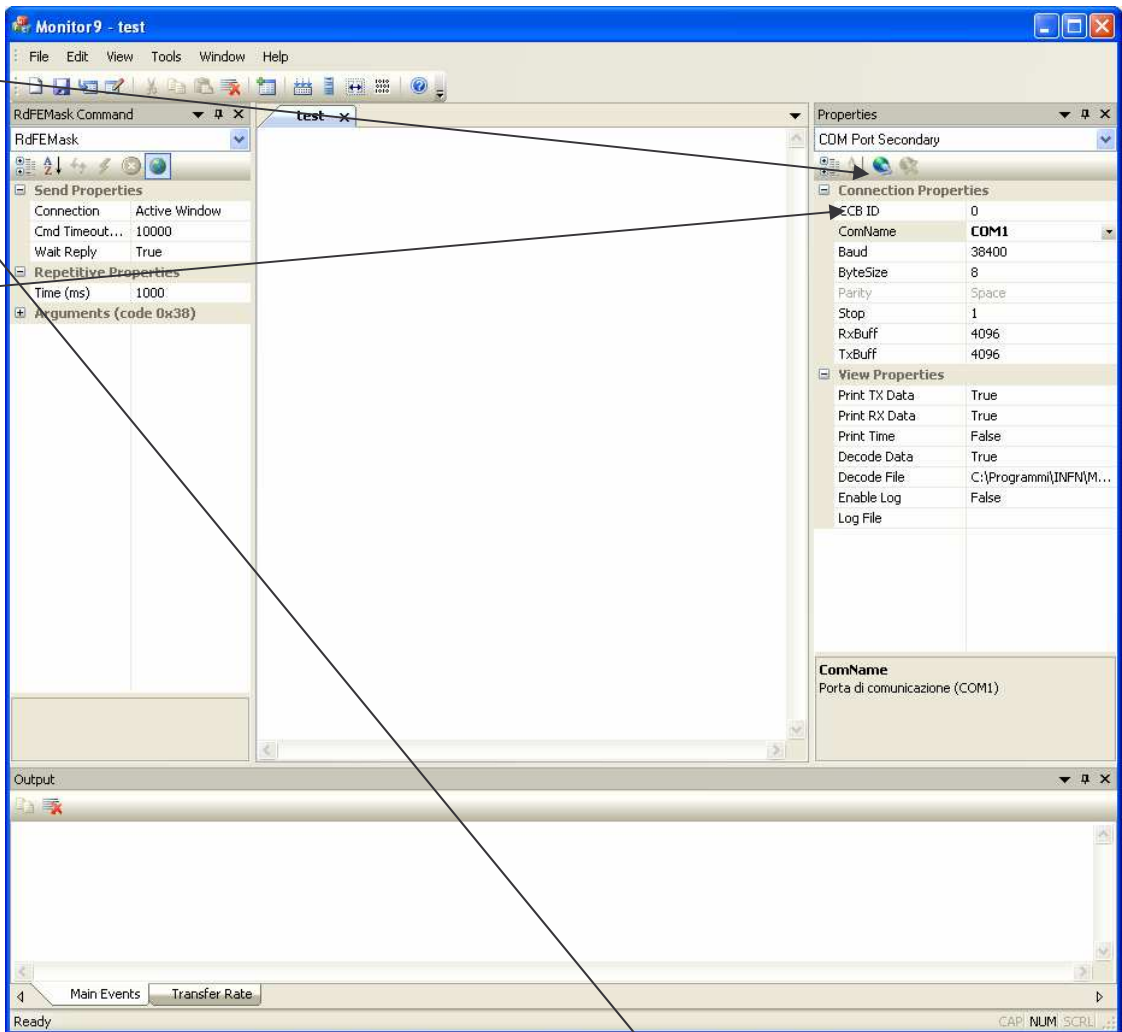 Monitor9 - test
File Edit View Tools Window Help
RdFEMask Command
RdFEMask
Send Properties
Connection Active Window
Cmd Timeout... 10000
Wait Reply True
Repetitive Properties
Time (ms) 1000
Arguments (code 0x38)
test
Properties
COM Port Secondary
Connection Properties
ECB ID 0
ComName COM1
Baud 38400
ByteSize 8
Parity Space
Stop 1
RxBuff 4096
TxBuff 4096
View Properties
Print TX Data True
Print RX Data True
Print Time False
Decode Data True
Decode File C:\Programmi\INFN\M...
Enable Log False
Log File
ComName
Porta di comunicazione (COM1)
Output
Main Events Transfer Rate
Ready CAP NUM SCRL